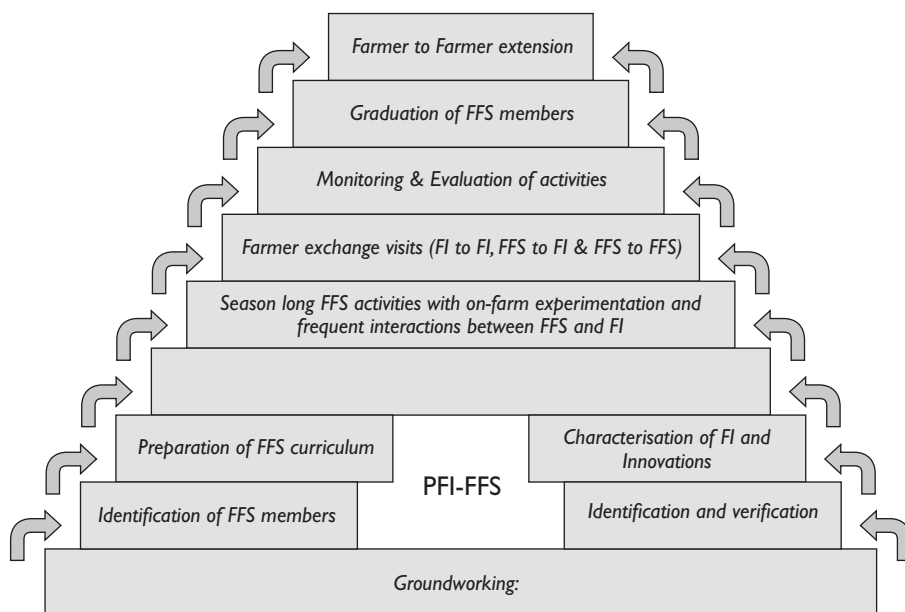 Farmer to Farmer extension
Graduation of FFS members
Monitoring & Evaluation of activities
Farmer exchange visits (FI to FI, FFS to FI & FFS to FFS)
Season long FFS activities with on-farm experimentation and
frequent interactions between FFS and FI
Preparation of FFS curriculum
Characterisation of FI and
Innovations
PFI-FFS
Identification of FFS members
Identification and verification
Groundworking: